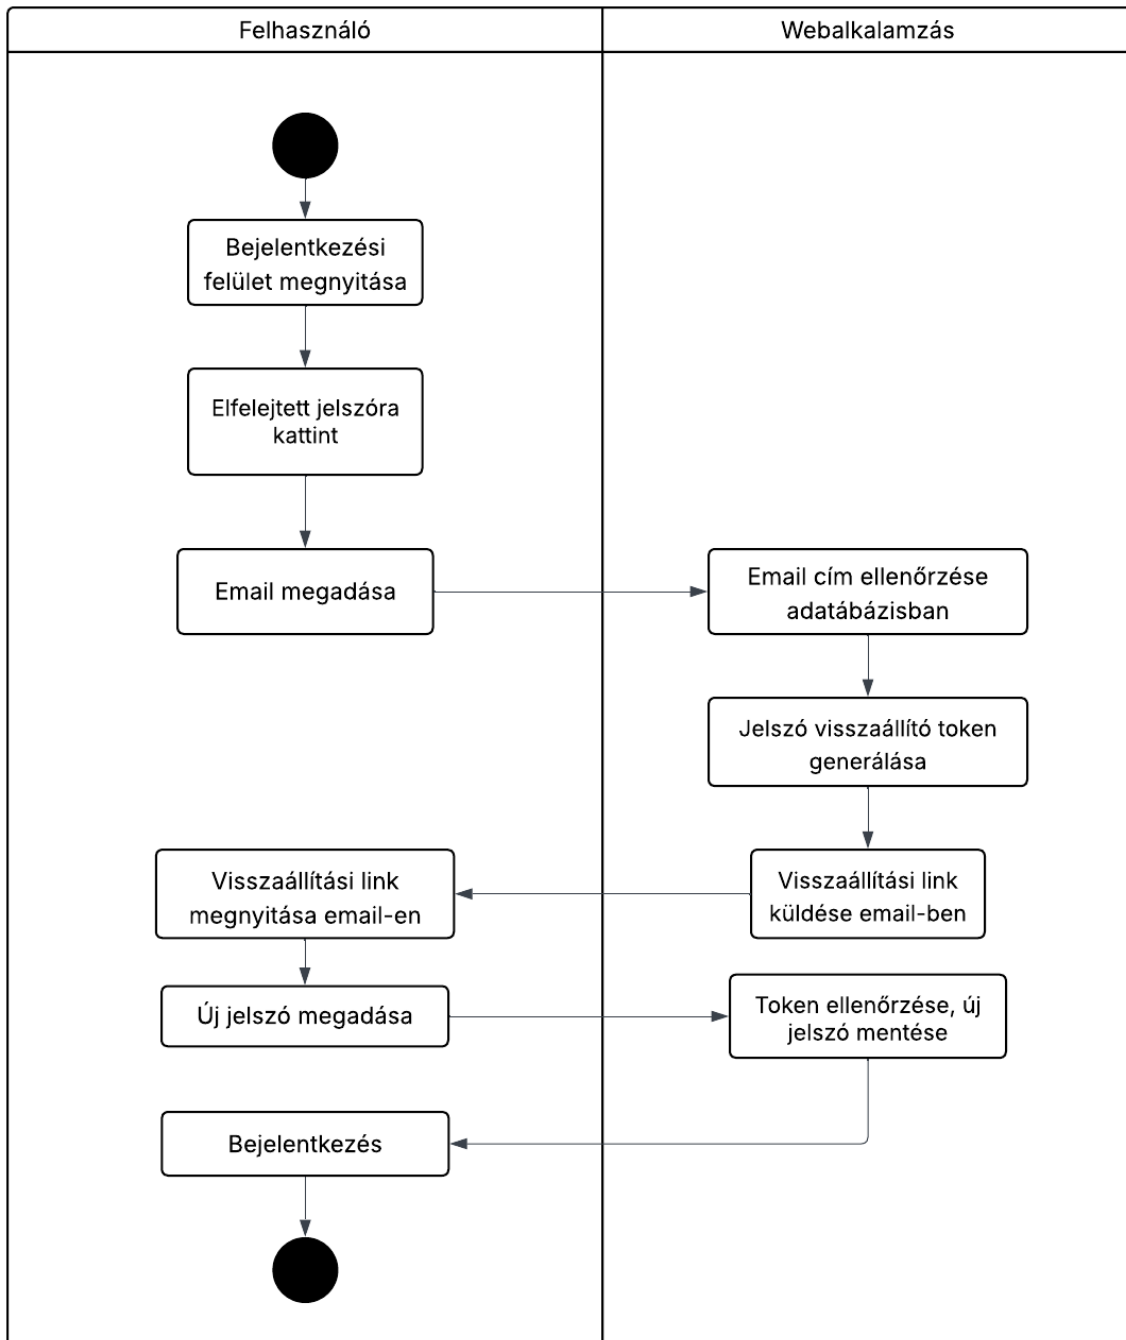 Felhasználó
Webalkalamzás
Bejelentkezési
felület megnyitása
Elfelejtett jelszóra
kattint
Email megadása
Email cím ellenőrzése
adatábázisban
Jelszó visszaállító token
generálása
Visszaállítási link
küldése email-ben
Visszaállítási link
megnyitása email-en
Új jelszó megadása
Token ellenőrzése, új
jelszó mentése
Bejelentkezés